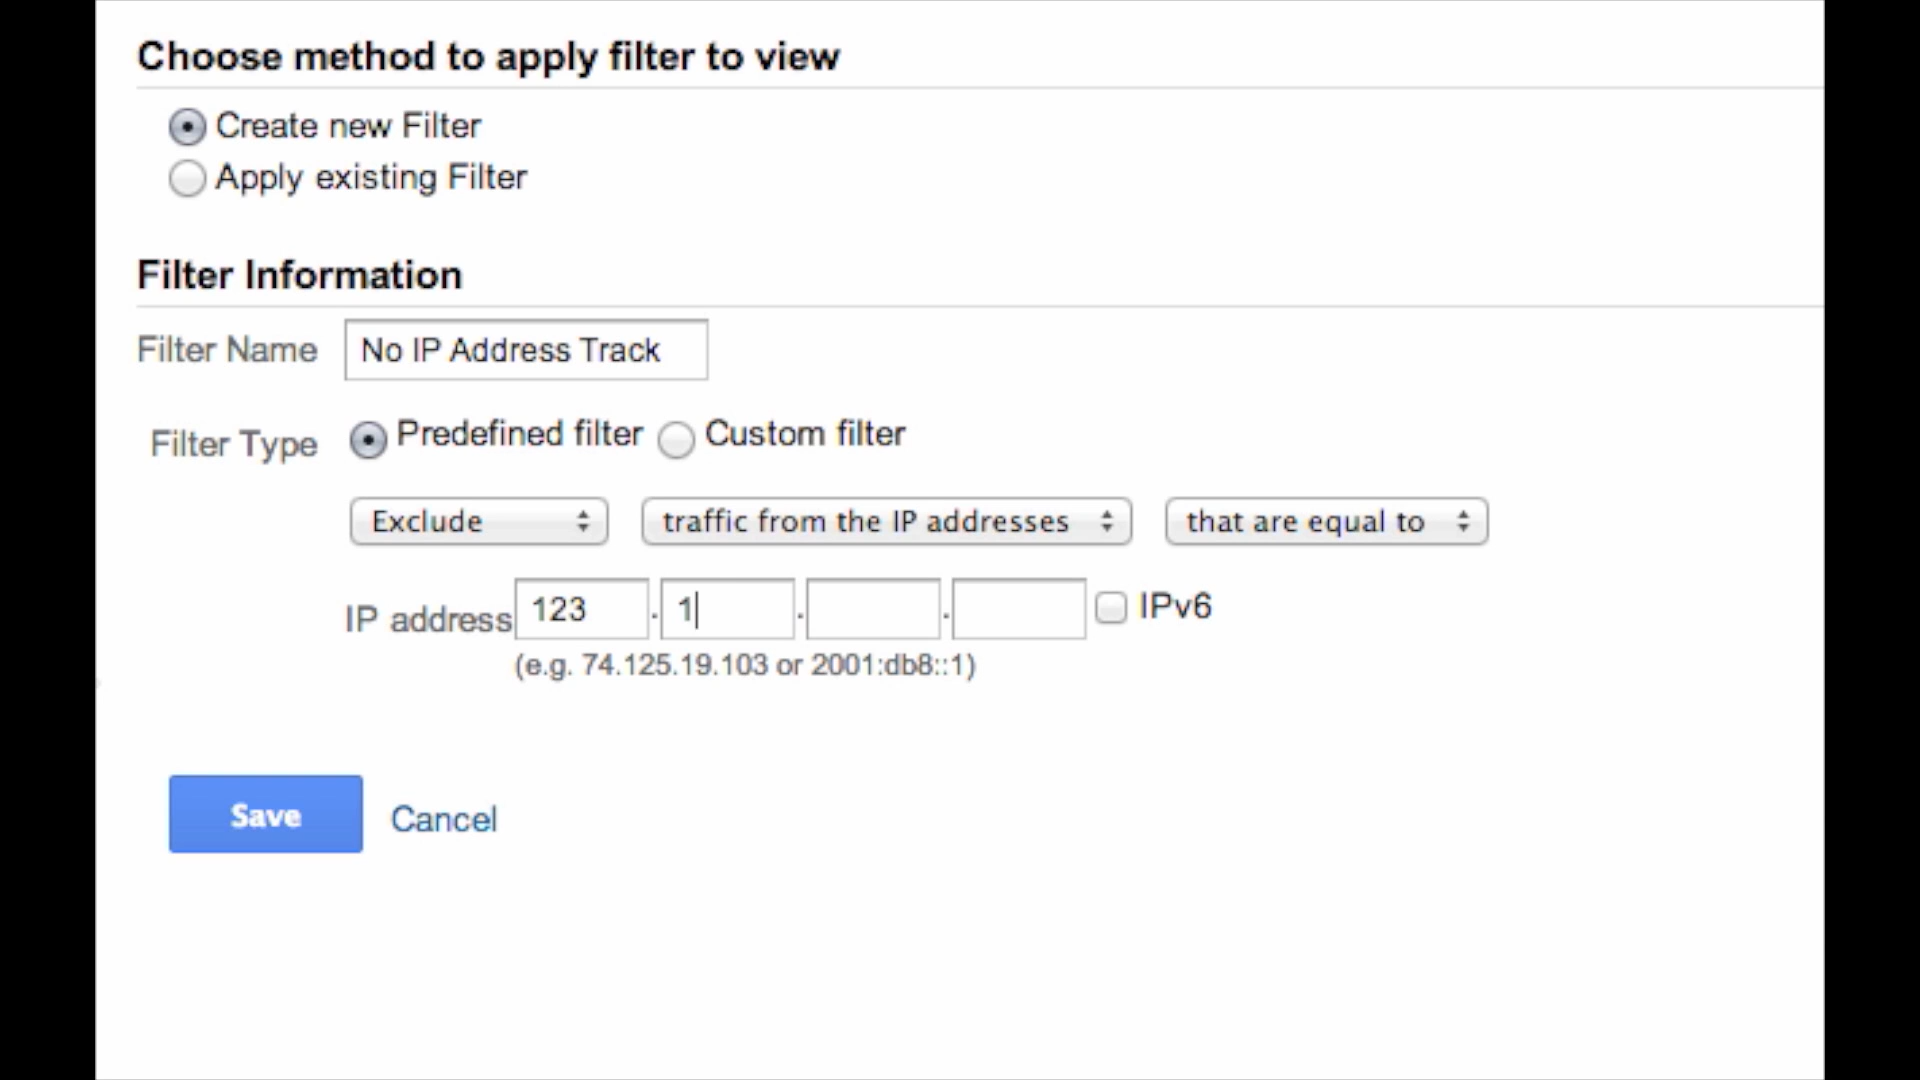 Choose method to apply filter to view
Create new Filter
Apply existing Filter
Filter Information
Filter Name No IP Address Track
Filter Type Predefined filter Custom filter
Exclude traffic from the IP addresses that are equal to
IP address 123 . 1 . . IPv6
(e.g. 74.125.19.103 or 2001:db8::1)
Save Cancel